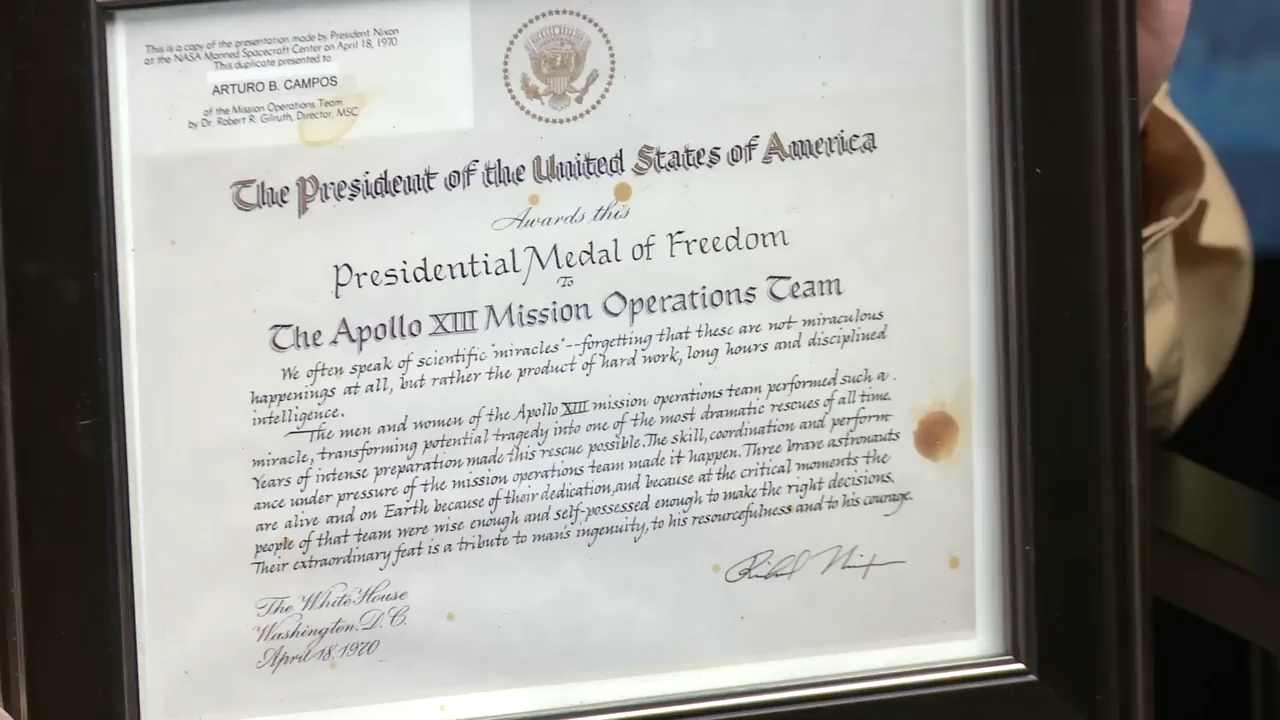 This is a copy of the presentation made by President Nixon
at the NASA Manned Spacecraft Center on April 18, 1970
This duplicate presented to
ARTURO B. CAMPOS
of the Mission Operations Team
by Dr. Robert R. Gilruth, Director, MSC
The President of the United States of America
Awards this
Presidential Medal of Freedom
To
The Apollo XIII Mission Operations Team
We often speak of scientific "miracles"--forgetting that these are not miraculous
happenings at all, but rather the product of hard work, long hours and disciplined
intelligence.
The men and women of the Apollo XIII mission operations team performed such a
miracle, transforming potential tragedy into one of the most dramatic rescues of all time.
Years of intense preparation made this rescue possible. The skill, coordination and perform-
ance under pressure of the mission operations team made it happen. Three brave astronauts
are alive and on Earth because of their dedication, and because at the critical moments the
people of that team were wise enough and self-possessed enough to make the right decisions.
Their extraordinary feat is a tribute to man's ingenuity, to his resourcefulness and to his courage.
Richard Nixon
The White House
Washington, D.C.
April 18, 1970